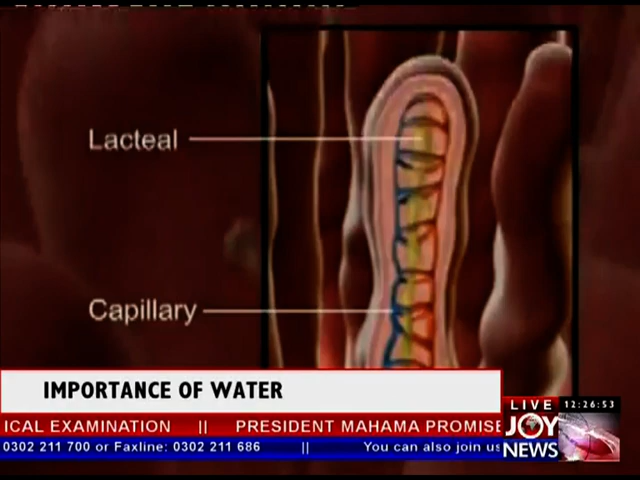 Lacteal
Capillary
IMPORTANCE OF WATER
LIVE 12:26:53
ICAL EXAMINATION || PRESIDENT MAHAMA PROMISE
JOY
NEWS
0302 211 700 or Faxline: 0302 211 686 || You can also join us